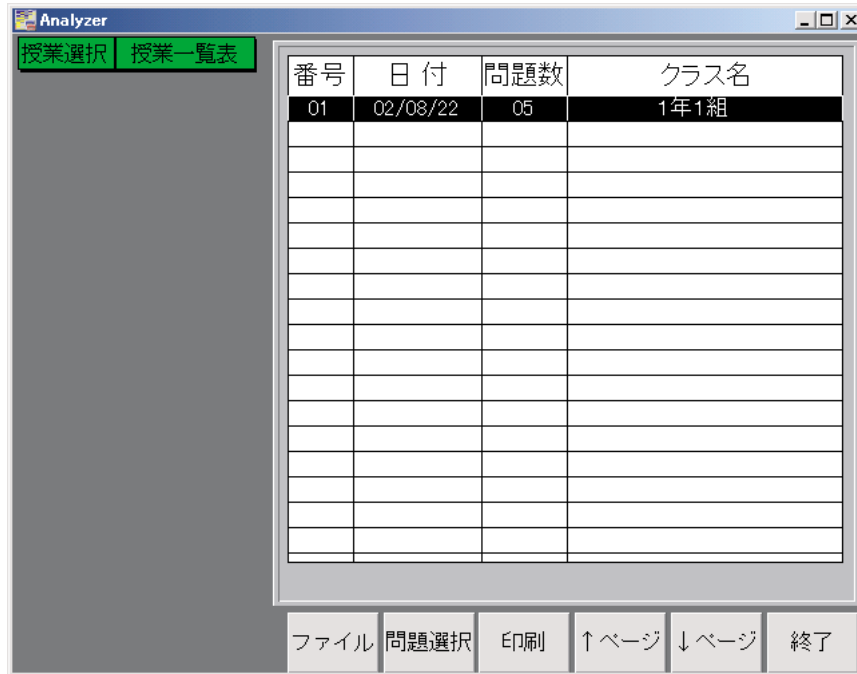 Analyzer
授業選択 授業一覧表
番号 日付 問題数 クラス名
01 02/08/22 05 1年1組
ファイル 問題選択 印刷 ↑ページ ↓ページ 終了